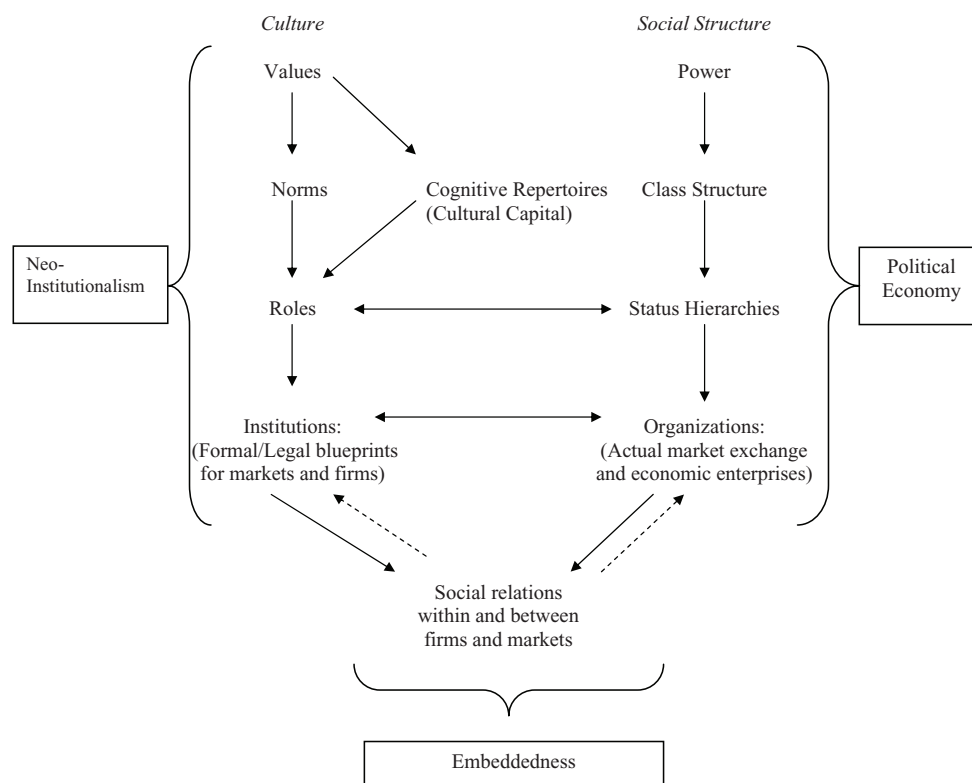 Culture
Social Structure
Values
Power
Norms
Cognitive Repertoires
(Cultural Capital)
Class Structure
Neo-
Institutionalism
Political
Economy
Roles
Status Hierarchies
Institutions:
(Formal/Legal blueprints
for markets and firms)
Organizations:
(Actual market exchange
and economic enterprises)
Social relations
within and between
firms and markets
Embeddedness